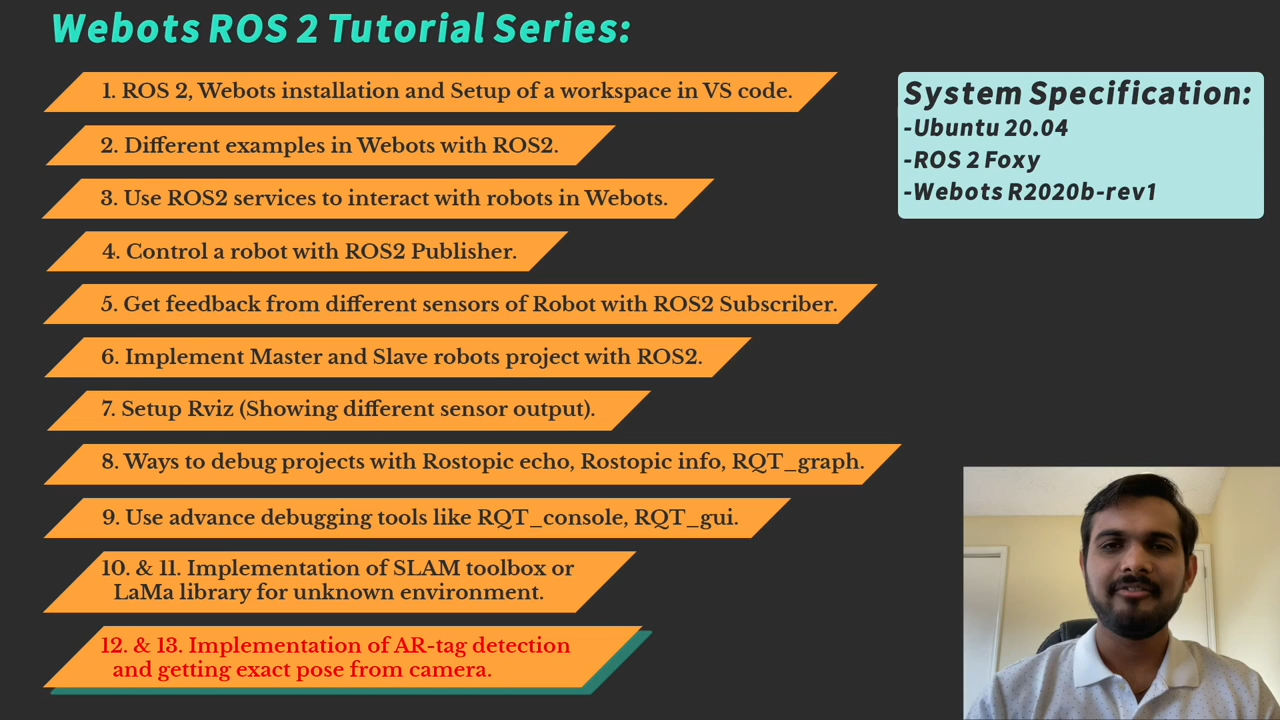 Webots ROS 2 Tutorial Series:
1. ROS 2, Webots installation and Setup of a workspace in VS code.
2. Different examples in Webots with ROS2.
3. Use ROS2 services to interact with robots in Webots.
4. Control a robot with ROS2 Publisher.
5. Get feedback from different sensors of Robot with ROS2 Subscriber.
6. Implement Master and Slave robots project with ROS2.
7. Setup Rviz (Showing different sensor output).
8. Ways to debug projects with Rostopic echo, Rostopic info, RQT_graph.
9. Use advance debugging tools like RQT_console, RQT_gui.
10. & 11. Implementation of SLAM toolbox or
LaMa library for unknown environment.
12. & 13. Implementation of AR-tag detection
and getting exact pose from camera.
System Specification:
-Ubuntu 20.04
-ROS 2 Foxy
-Webots R2020b-rev1